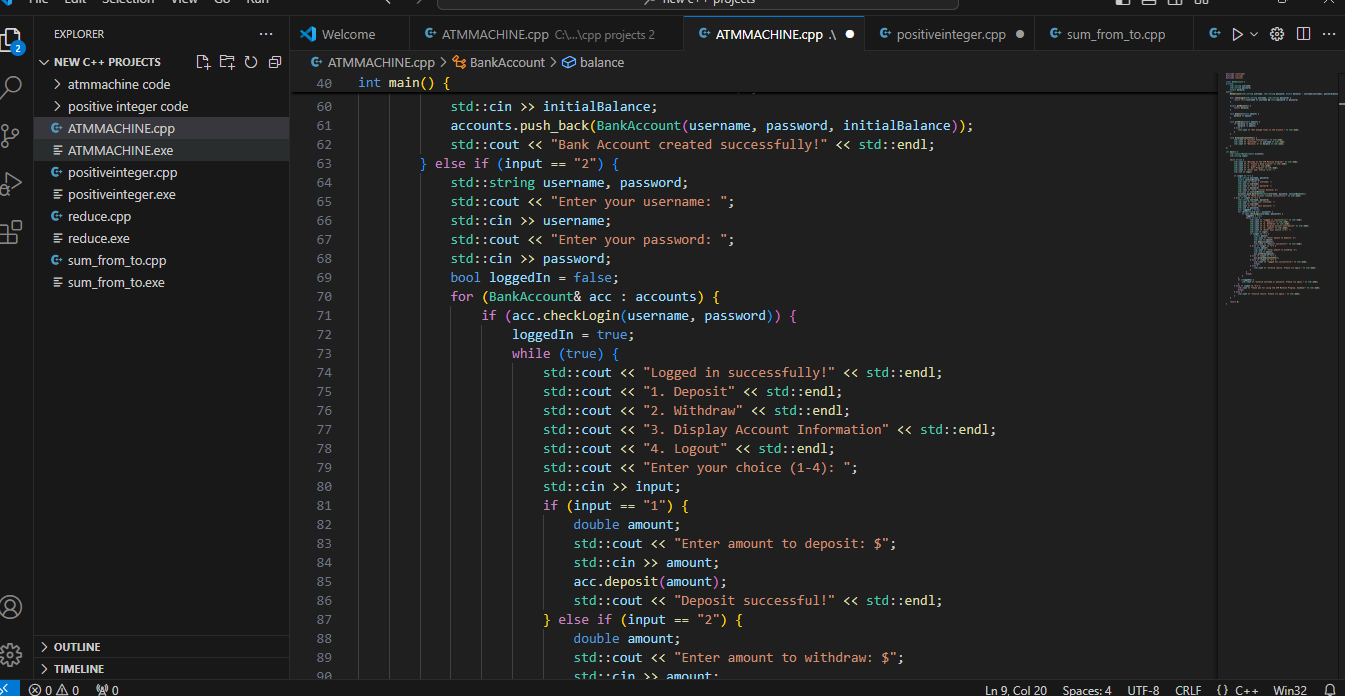 File Edit Selection View Go Run
new c++ projects
2
EXPLORER ...
NEW C++ PROJECTS
atmmachine code
positive integer code
ATMMACHINE.cpp
ATMMACHINE.exe
positiveinteger.cpp
positiveinteger.exe
reduce.cpp
reduce.exe
sum_from_to.cpp
sum_from_to.exe
OUTLINE
TIMELINE
Welcome
ATMMACHINE.cpp C:\...\cpp projects 2
ATMMACHINE.cpp .\
positiveinteger.cpp
sum_from_to.cpp
ATMMACHINE.cpp > BankAccount > balance
40 int main() {
60 std::cin >> initialBalance;
61 accounts.push_back(BankAccount(username, password, initialBalance));
62 std::cout << "Bank Account created successfully!" << std::endl;
63 } else if (input == "2") {
64 std::string username, password;
65 std::cout << "Enter your username: ";
66 std::cin >> username;
67 std::cout << "Enter your password: ";
68 std::cin >> password;
69 bool loggedIn = false;
70 for (BankAccount& acc : accounts) {
71 if (acc.checkLogin(username, password)) {
72 loggedIn = true;
73 while (true) {
74 std::cout << "Logged in successfully!" << std::endl;
75 std::cout << "1. Deposit" << std::endl;
76 std::cout << "2. Withdraw" << std::endl;
77 std::cout << "3. Display Account Information" << std::endl;
78 std::cout << "4. Logout" << std::endl;
79 std::cout << "Enter your choice (1-4): ";
80 std::cin >> input;
81 if (input == "1") {
82 double amount;
83 std::cout << "Enter amount to deposit: $";
84 std::cin >> amount;
85 acc.deposit(amount);
86 std::cout << "Deposit successful!" << std::endl;
87 } else if (input == "2") {
88 double amount;
89 std::cout << "Enter amount to withdraw: $";
90 std::cin >> amount;
0 0 0
Ln 9, Col 20 Spaces: 4 UTF-8 CRLF {} C++ Win32